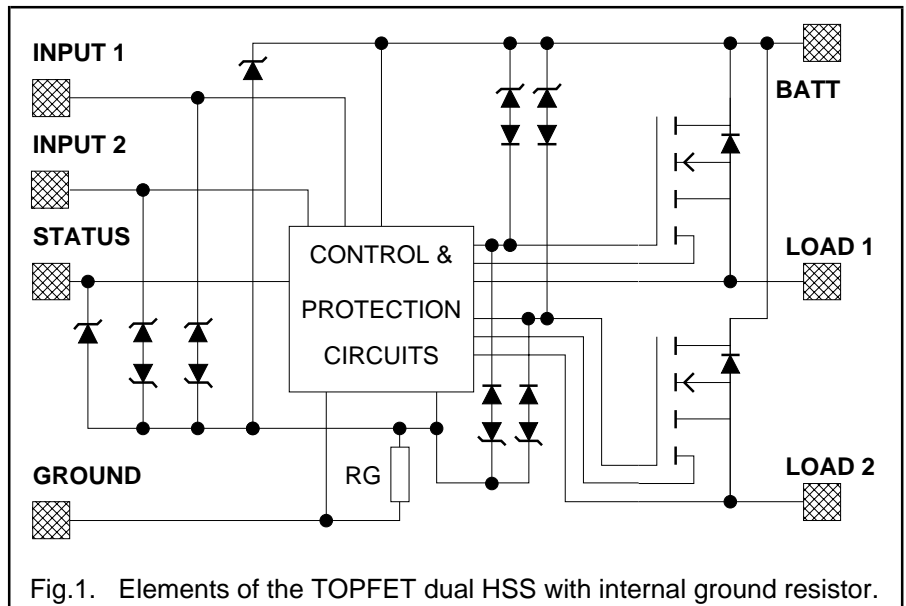 INPUT 1
BATT
INPUT 2
STATUS
CONTROL &
PROTECTION
CIRCUITS
LOAD 1
RG
GROUND
LOAD 2
Fig.1. Elements of the TOPFET dual HSS with internal ground resistor.